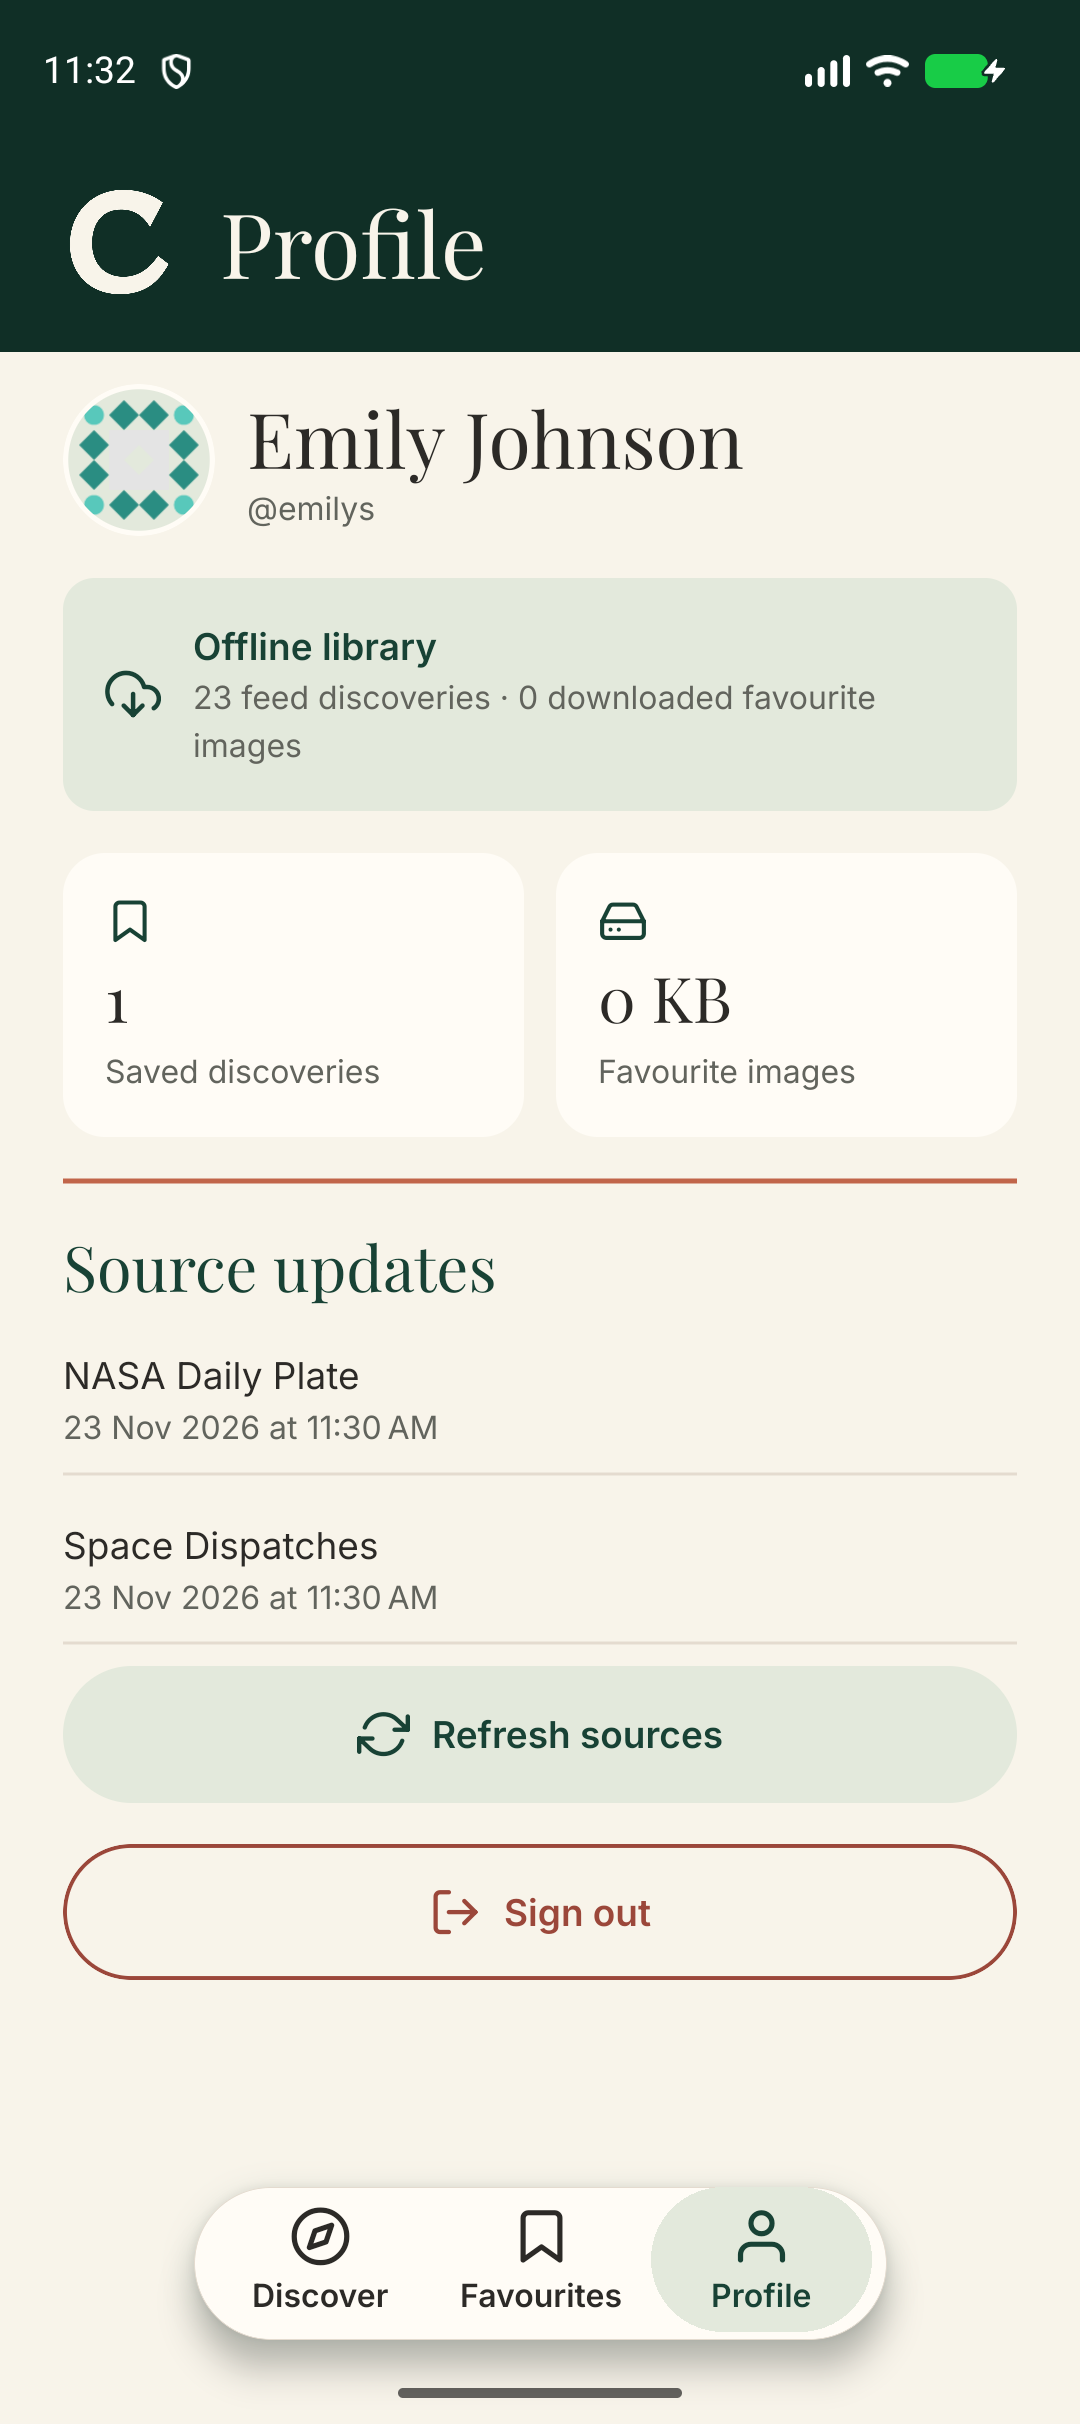 11:32
C Profile
Emily Johnson
@emilys
Offline library
23 feed discoveries · 0 downloaded favourite
images
1
Saved discoveries
0 KB
Favourite images
Source updates
NASA Daily Plate
23 Nov 2026 at 11:30 AM
Space Dispatches
23 Nov 2026 at 11:30 AM
Refresh sources
Sign out
Discover
Favourites
Profile